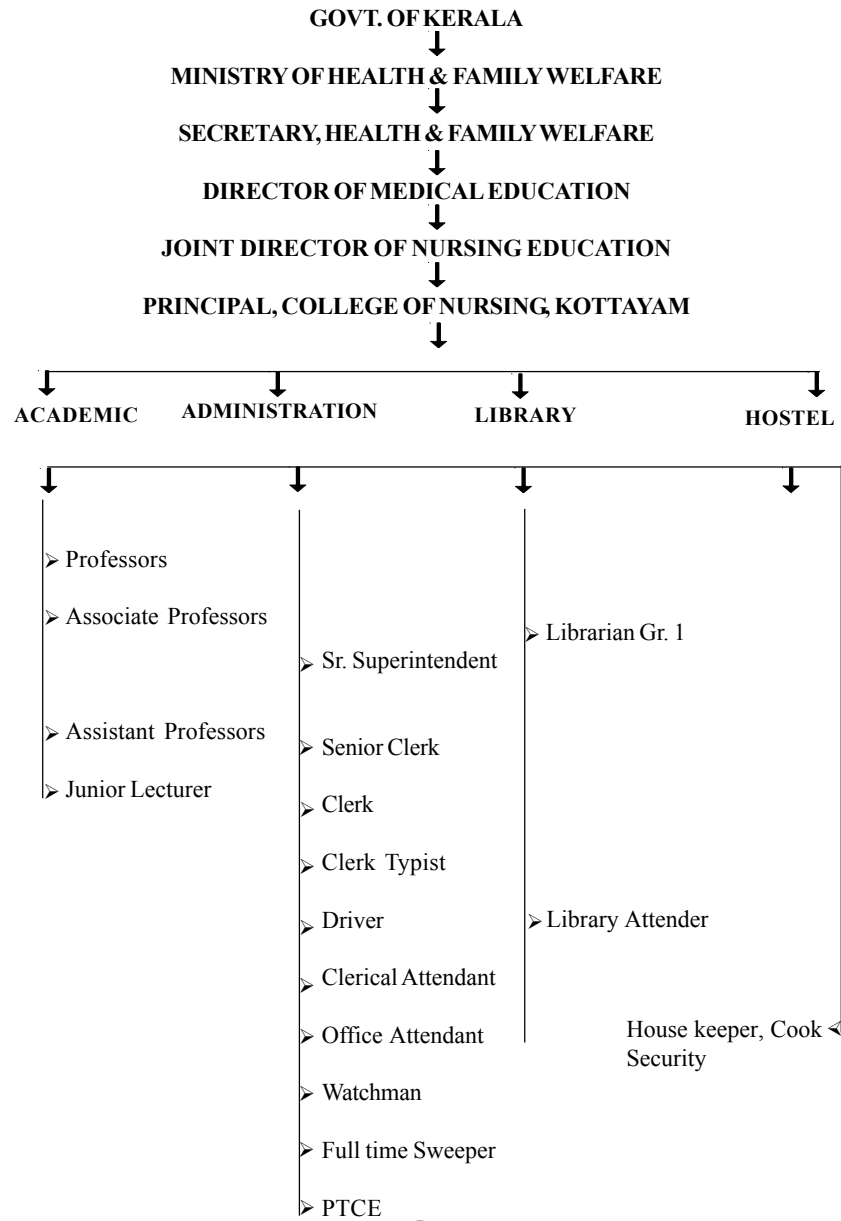 GOVT. OF KERALA
MINISTRY OF HEALTH & FAMILY WELFARE
SECRETARY, HEALTH & FAMILY WELFARE
DIRECTOR OF MEDICAL EDUCATION
JOINT DIRECTOR OF NURSING EDUCATION
PRINCIPAL, COLLEGE OF NURSING, KOTTAYAM
ACADEMIC
ADMINISTRATION
LIBRARY
HOSTEL
Professors
Associate Professors
Assistant Professors
Junior Lecturer
Sr. Superintendent
Senior Clerk
Clerk
Clerk Typist
Driver
Clerical Attendant
Office Attendant
Watchman
Full time Sweeper
PTCE
Librarian Gr. 1
Library Attender
House keeper, Cook
Security